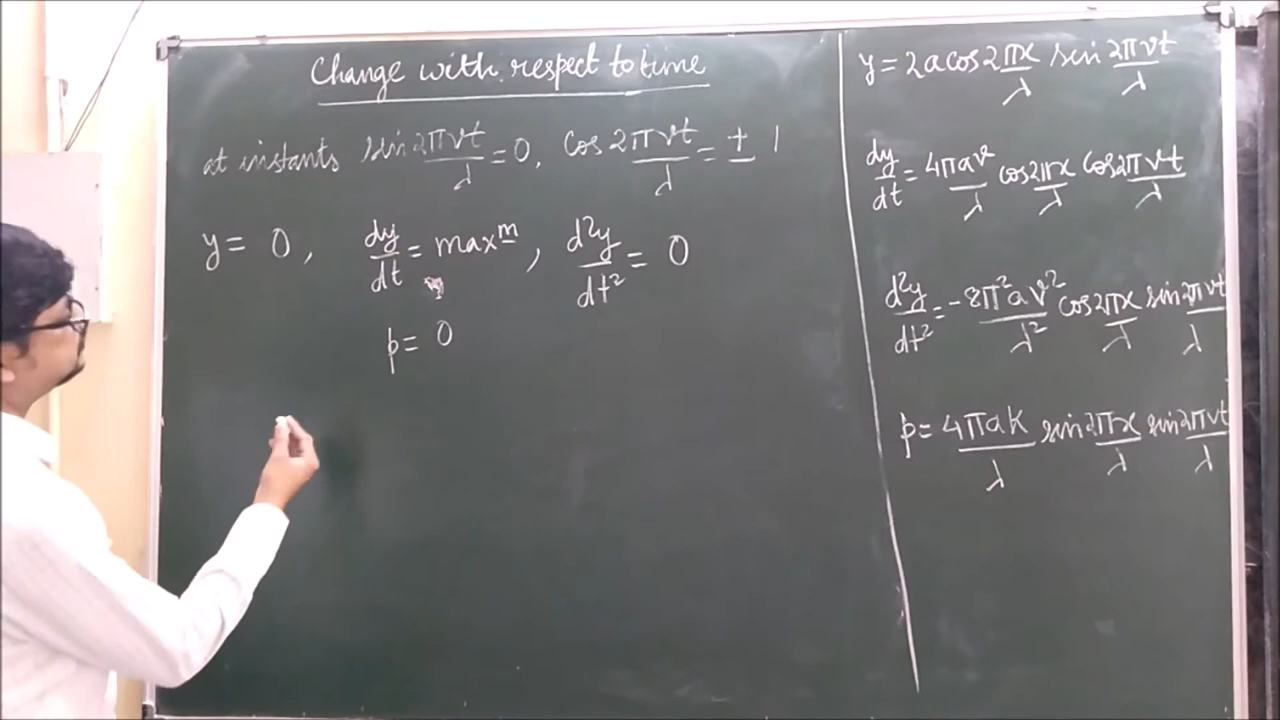 Change with respect to time
at instants sin 2πvt/λ = 0, cos 2πvt/λ = ± 1
y = 0, dy/dt = max^m, d²y/dt² = 0
p = 0
y = 2a cos 2πx/λ sin 2πvt/λ
dy/dt = 4πav/λ cos 2πx/λ cos 2πvt/λ
d²y/dt² = -8π²av²/λ² cos 2πx/λ sin 2πvt/λ
p = 4πak/λ sin 2πx/λ sin 2πvt/λ